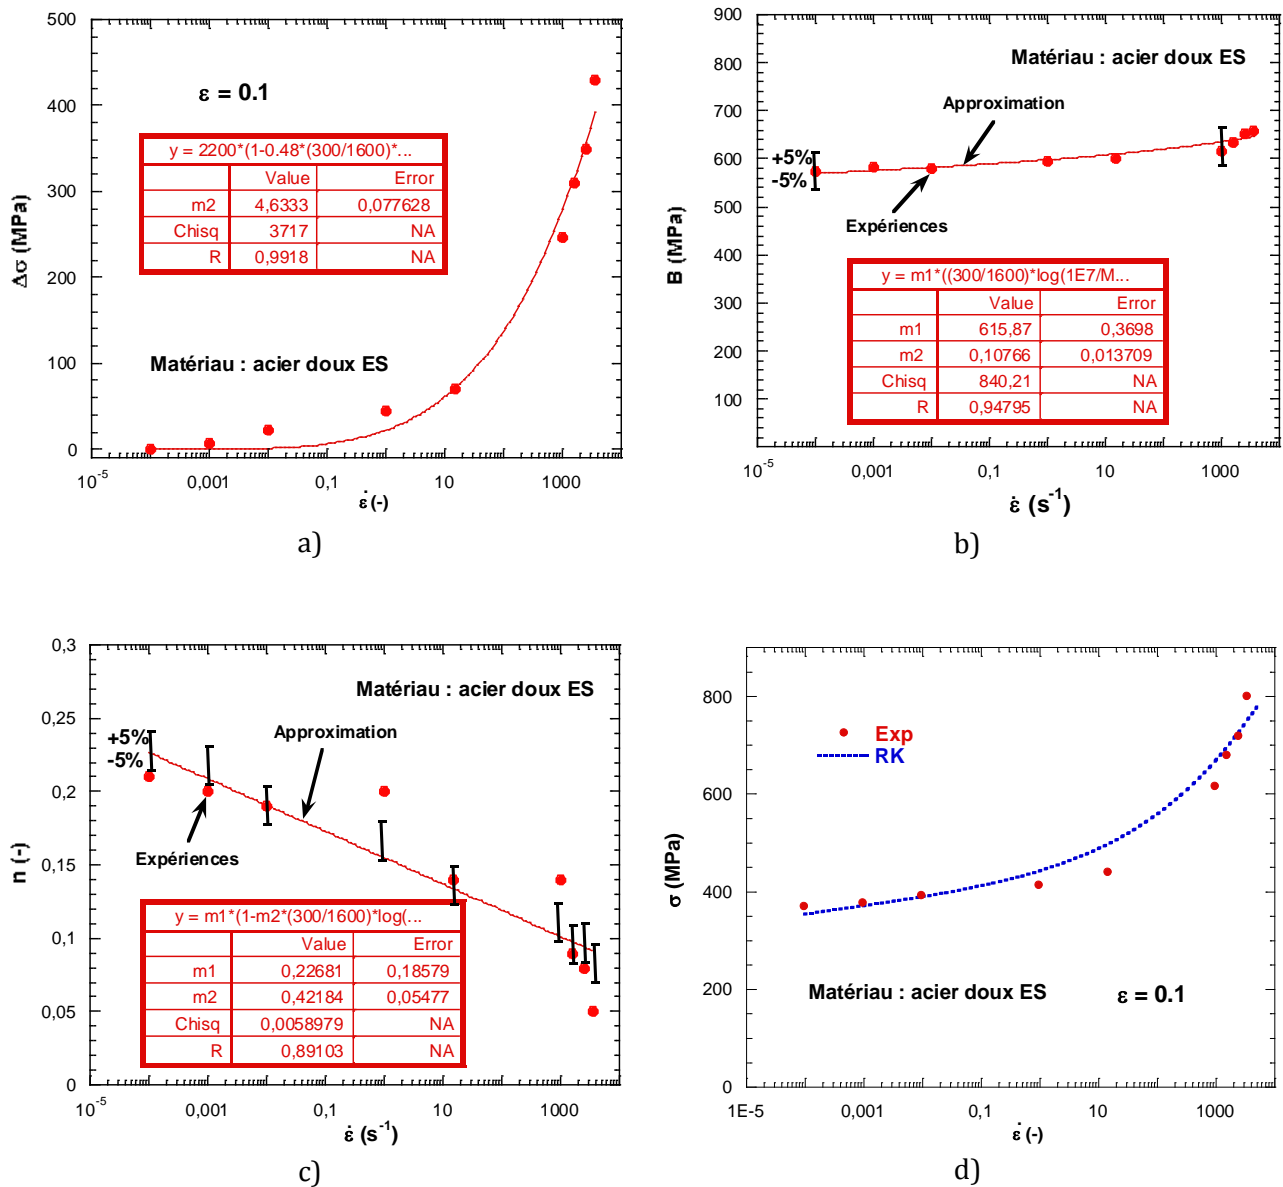 500
400
300
200
100
0
Δσ (MPa)
ε = 0.1
y = 2200*(1-0.48*(300/1600)*...
Value Error
m2 4,6333 0,077628
Chisq 3717 NA
R 0,9918 NA
Matériau : acier doux ES
10⁻⁵ 0,001 0,1 10 1000
ε̇ (-)
a)
900
800
700
600
500
400
300
200
100
B (MPa)
Matériau : acier doux ES
Approximation
+5%
-5%
Expériences
y = m1*((300/1600)*log(1E7/M...
Value Error
m1 615,87 0,3698
m2 0,10766 0,013709
Chisq 840,21 NA
R 0,94795 NA
10⁻⁵ 0,001 0,1 10 1000
ε̇ (s⁻¹)
b)
0,3
0,25
0,2
0,15
0,1
0,05
0
n (-)
Matériau : acier doux ES
Approximation
+5%
-5%
Expériences
y = m1*(1-m2*(300/1600)*log(...
Value Error
m1 0,22681 0,18579
m2 0,42184 0,05477
Chisq 0,0058979 NA
R 0,89103 NA
10⁻⁵ 0,001 0,1 10 1000
ε̇ (s⁻¹)
c)
800
600
400
200
0
σ (MPa)
Exp
RK
Matériau : acier doux ES ε = 0.1
1E-5 0,001 0,1 10 1000
ε̇ (-)
d)